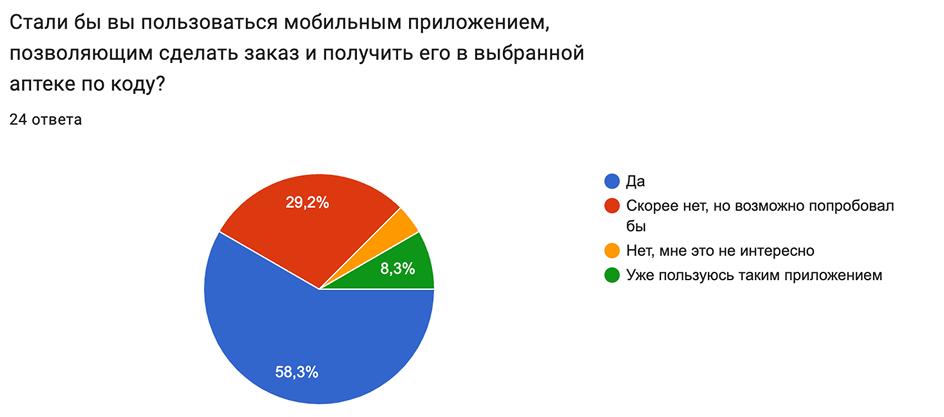 Стали бы вы пользоваться мобильным приложением,
позволяющим сделать заказ и получить его в выбранной
аптеке по коду?
24 ответа
29,2%
8,3%
58,3%
Да
Скорее нет, но возможно попробовал
бы
Нет, мне это не интересно
Уже пользуюсь таким приложением